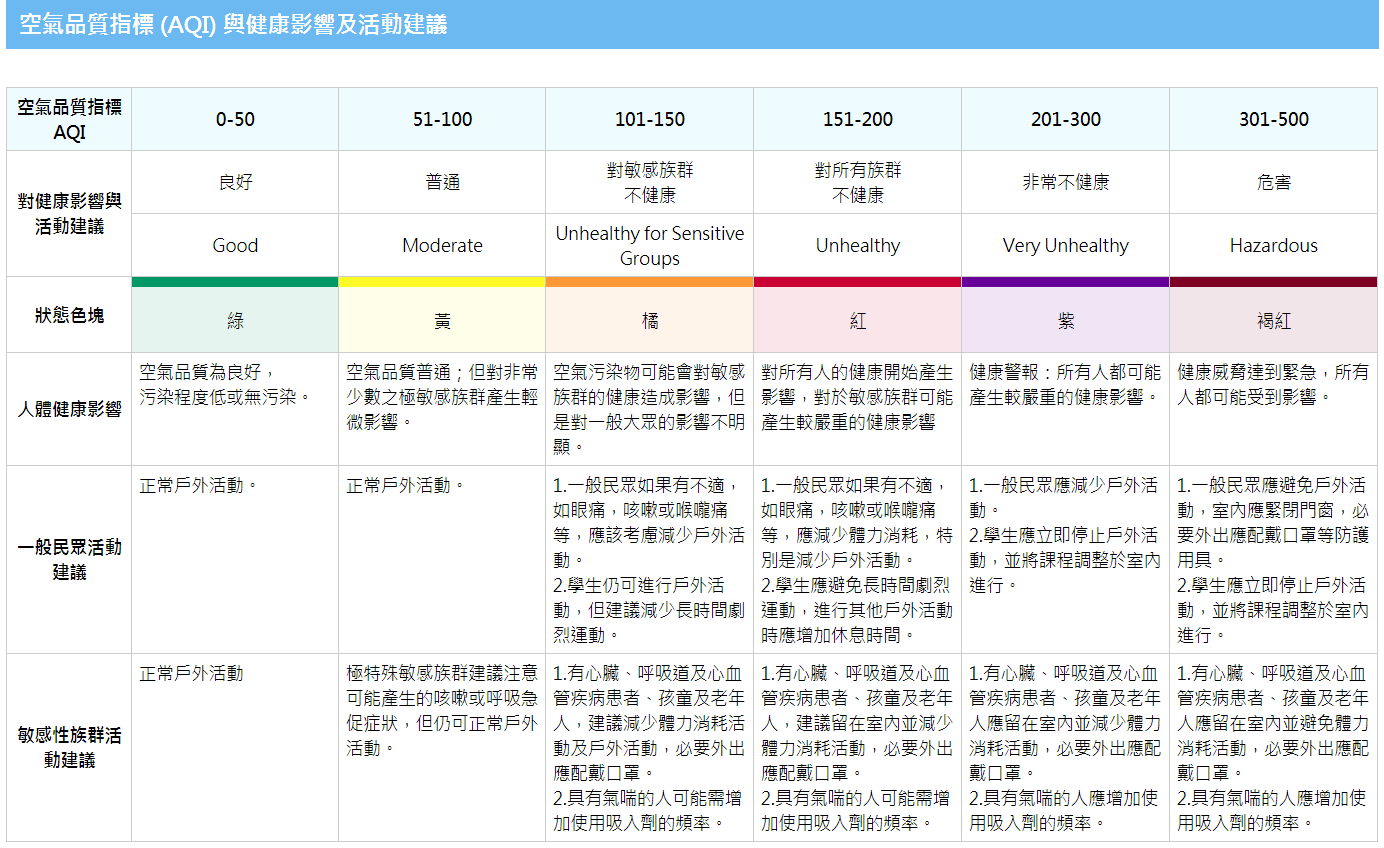 空氣品質指標 (AQI) 與健康影響及活動建議
空氣品質指標
AQI
0-50
51-100
101-150
151-200
201-300
301-500
對健康影響與
活動建議
良好
普通
對敏感族群
不健康
對所有族群
不健康
非常不健康
危害
Good
Moderate
Unhealthy for Sensitive
Groups
Unhealthy
Very Unhealthy
Hazardous
狀態色塊
綠
黃
橘
紅
紫
褐紅
人體健康影響
空氣品質為良好，
污染程度低或無污染。
空氣品質普通；但對非常
少數之極敏感族群產生輕
微影響。
空氣污染物可能會對敏感
族群的健康造成影響，但
是對一般大眾的影響不明
顯。
對所有人的健康開始產生
影響，對於敏感族群可能
產生較嚴重的健康影響
健康警報：所有人都可能
產生較嚴重的健康影響。
健康威脅達到緊急，所有
人都可能受到影響。
一般民眾活動
建議
正常戶外活動。
正常戶外活動。
1.一般民眾如果有不適，
如眼痛，咳嗽或喉嚨痛
等，應該考慮減少戶外活
動。
2.學生仍可進行戶外活
動，但建議減少長時間劇
烈運動。
1.一般民眾如果有不適，
如眼痛，咳嗽或喉嚨痛
等，應減少體力消耗，特
別是減少戶外活動。
2.學生應避免長時間劇烈
運動，進行其他戶外活動
時應增加休息時間。
1.一般民眾應減少戶外活
動。
2.學生應立即停止戶外活
動，並將課程調整於室內
進行。
1.一般民眾應避免戶外活
動，室內應緊閉門窗，必
要外出應配戴口罩等防護
用具。
2.學生應立即停止戶外活
動，並將課程調整於室內
進行。
敏感性族群活
動建議
正常戶外活動
極特殊敏感族群建議注意
可能產生的咳嗽或呼吸急
促症狀，但仍可正常戶外
活動。
1.有心臟、呼吸道及心血
管疾病患者、孩童及老年
人，建議減少體力消耗活
動及戶外活動，必要外出
應配戴口罩。
2.具有氣喘的人可能需增
加使用吸入劑的頻率。
1.有心臟、呼吸道及心血
管疾病患者、孩童及老年
人，建議留在室內並減少
體力消耗活動，必要外出
應配戴口罩。
2.具有氣喘的人可能需增
加使用吸入劑的頻率。
1.有心臟、呼吸道及心血
管疾病患者、孩童及老年
人應留在室內並減少體力
消耗活動，必要外出應配
戴口罩。
2.具有氣喘的人應增加使
用吸入劑的頻率。
1.有心臟、呼吸道及心血
管疾病患者、孩童及老年
人應留在室內並避免體力
消耗活動，必要外出應配
戴口罩。
2.具有氣喘的人應增加使
用吸入劑的頻率。